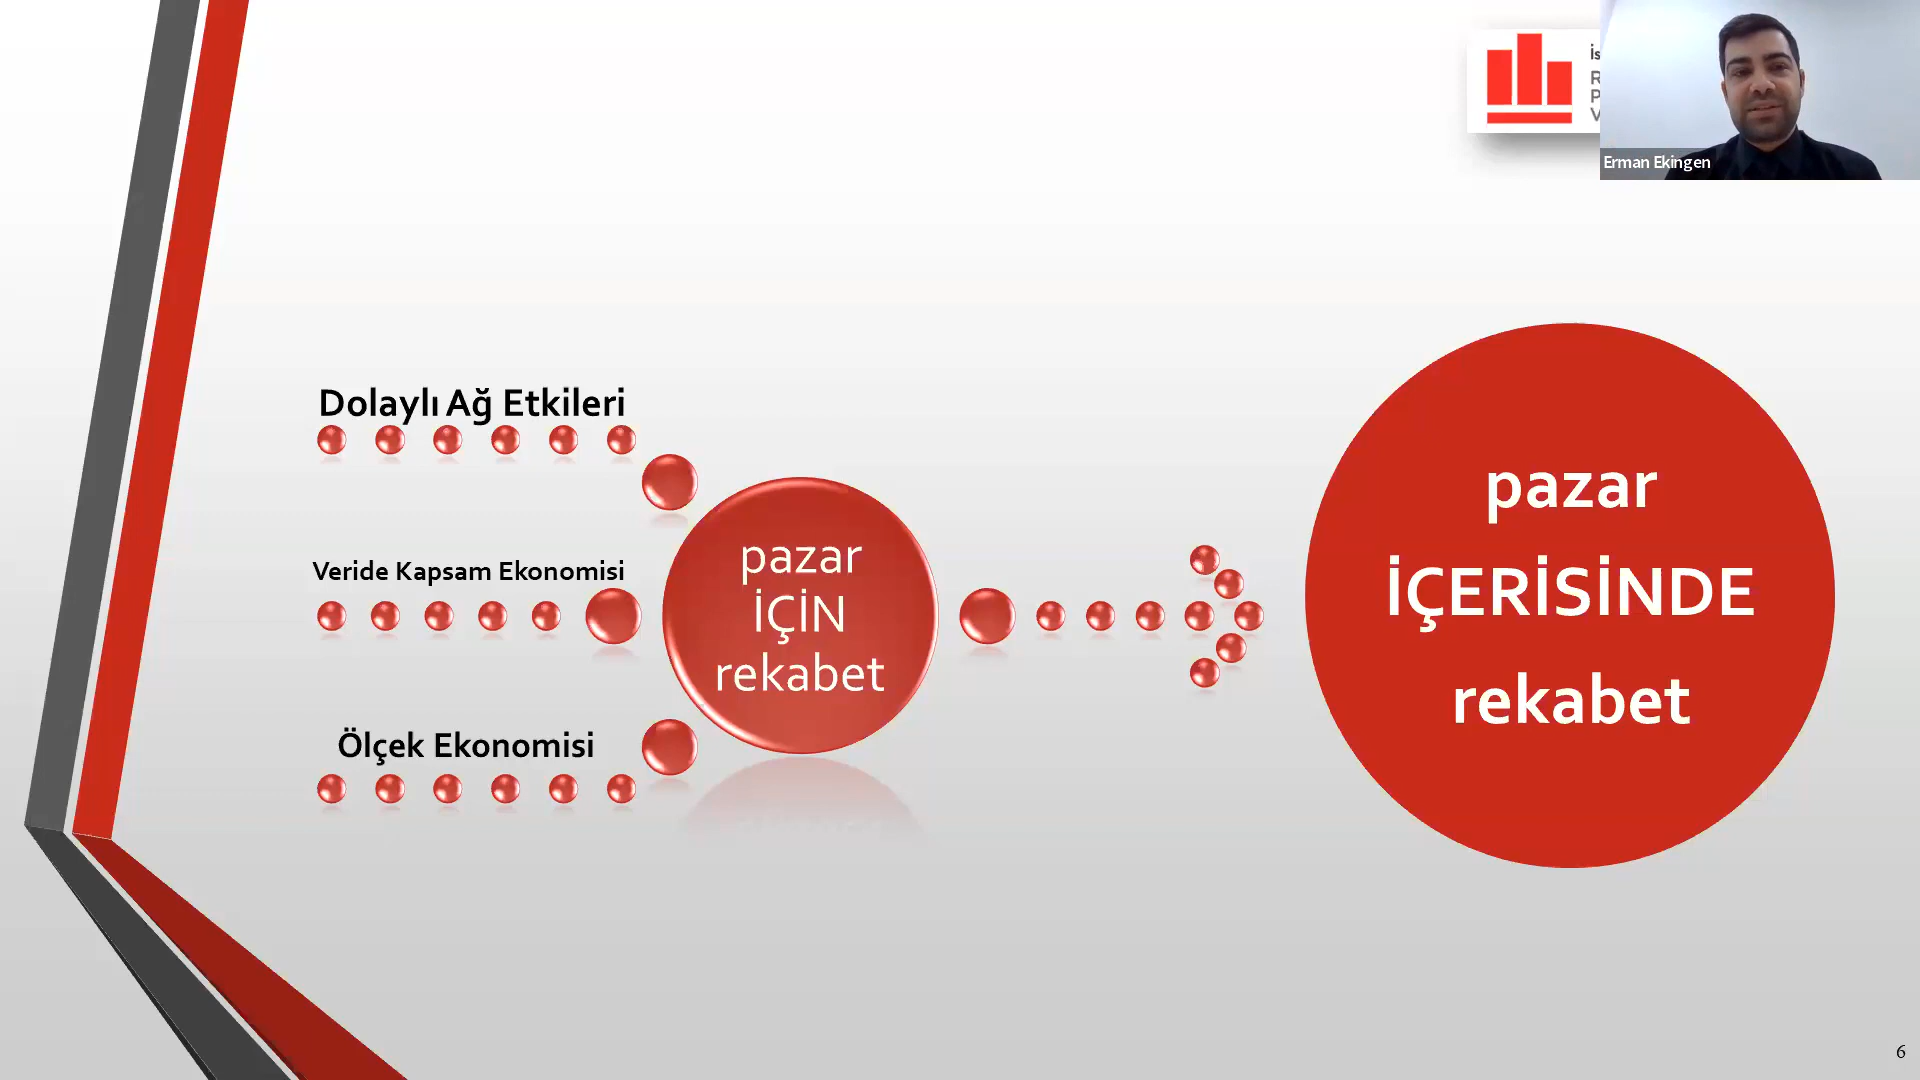 İs
R
P
V
Erman Ekingen
Dolaylı Ağ Etkileri
Veride Kapsam Ekonomisi
Ölçek Ekonomisi
pazar
İÇİN
rekabet
pazar
İÇERİSİNDE
rekabet
6